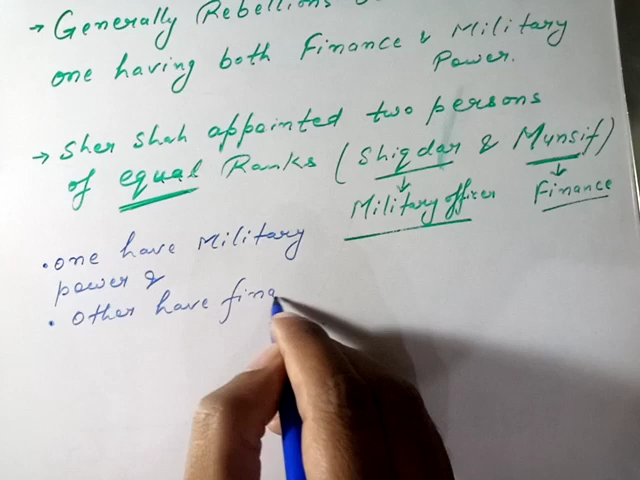 → Generally Rebellions
one having both Finance & Military
Power.
→ Sher Shah appointed two persons
of equal Ranks (Shiqdar & Munsif)
↓ ↓
Military officer Finance
• one have Military
power &
• Other have fina